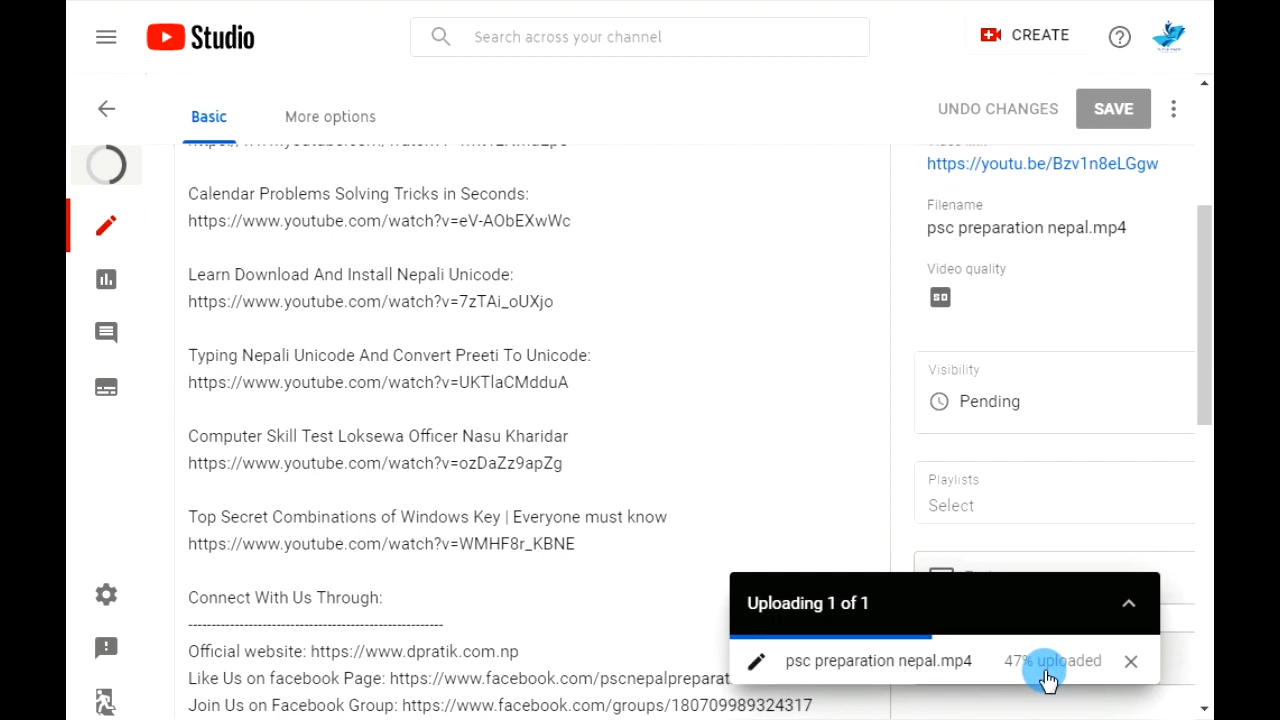 Studio
Search across your channel
CREATE
Basic
More options
UNDO CHANGES
SAVE
Calendar Problems Solving Tricks in Seconds:
https://www.youtube.com/watch?v=eV-AObEXwWc
Learn Download And Install Nepali Unicode:
https://www.youtube.com/watch?v=7zTAi_oUXjo
Typing Nepali Unicode And Convert Preeti To Unicode:
https://www.youtube.com/watch?v=UKTlaCMdduA
Computer Skill Test Loksewa Officer Nasu Kharidar
https://www.youtube.com/watch?v=ozDaZz9apZg
Top Secret Combinations of Windows Key | Everyone must know
https://www.youtube.com/watch?v=WMHF8r_KBNE
Connect With Us Through:
------------------------------------------------------
Official website: https://www.dpratik.com.np
Like Us on facebook Page: https://www.facebook.com/pscnepalpreparat
Join Us on Facebook Group: https://www.facebook.com/groups/180709989324317
https://youtu.be/Bzv1n8eLGgw
Filename
psc preparation nepal.mp4
Video quality
SD
Visibility
Pending
Playlists
Select
Uploading 1 of 1
psc preparation nepal.mp4 47% uploaded